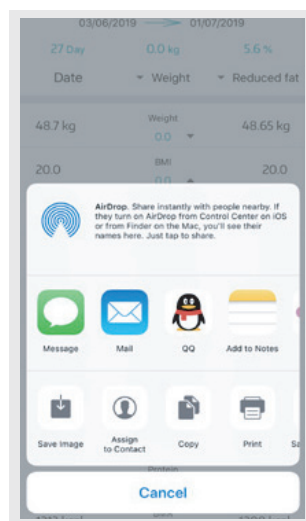 03/06/2019 01/07/2019
27 Day 0.0 kg 5.6 %
Date Weight Reduced fat
Weight
48.7 kg 48.65 kg
0.0
BMI
20.0 20.0
0.0
AirDrop. Share instantly with people nearby. If
they turn on AirDrop from Control Center on iOS
or from Finder on the Mac, you'll see their
names here. Just tap to share.
Message Mail QQ Add to Notes
Save Image Assign to Contact Copy Print Sa
Protein
Cancel